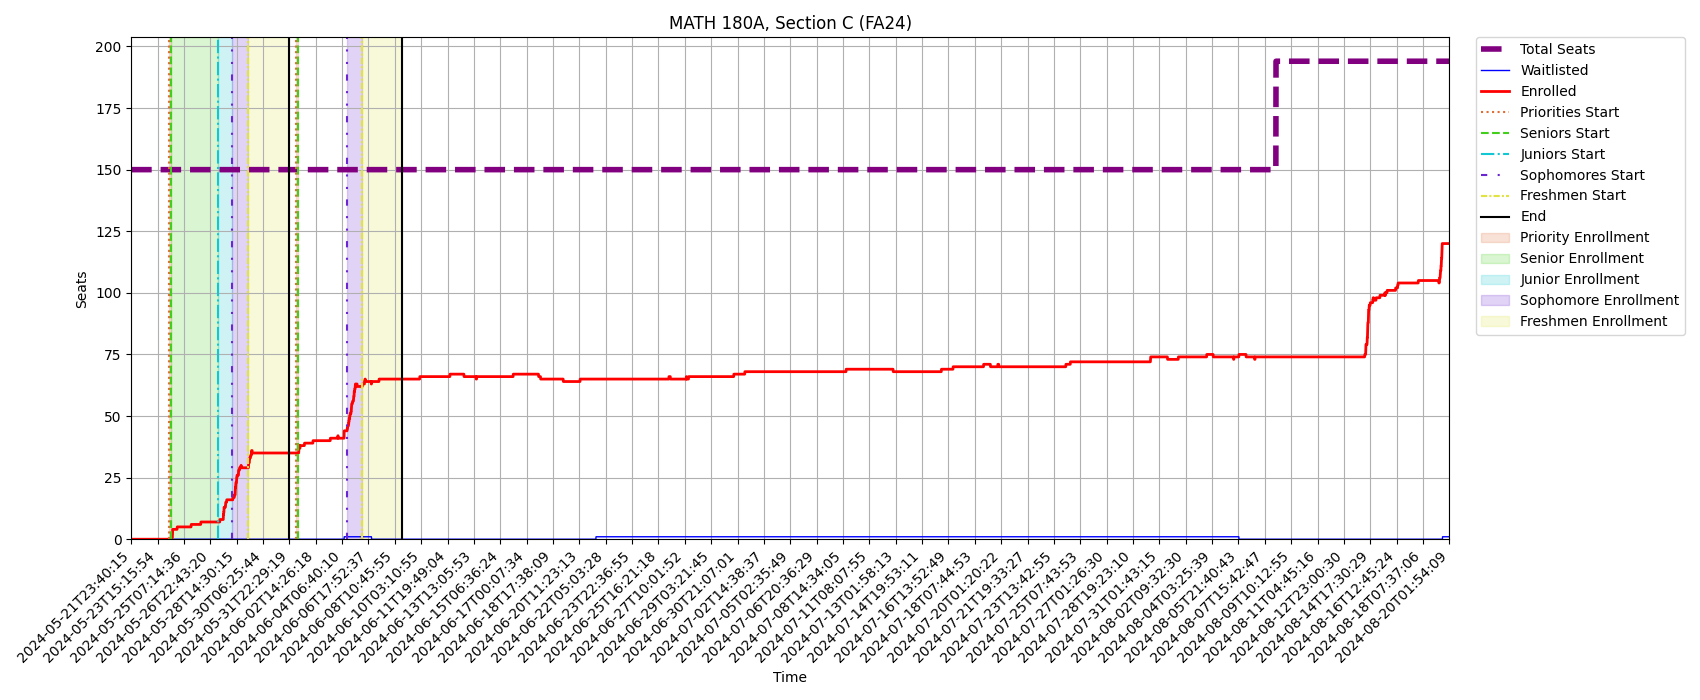 MATH 180A, Section C (FA24)
Seats
200
175
150
125
100
75
50
25
0
2024-05-21T23:40:15
2024-05-23T15:15:54
2024-05-25T07:14:36
2024-05-26T22:43:20
2024-05-28T14:30:15
2024-05-30T06:25:44
2024-05-31T22:29:19
2024-06-02T14:26:18
2024-06-04T06:40:10
2024-06-06T17:52:37
2024-06-08T10:45:55
2024-06-10T03:10:55
2024-06-11T19:49:04
2024-06-13T13:05:53
2024-06-15T06:36:24
2024-06-17T00:07:34
2024-06-18T17:38:09
2024-06-20T11:23:13
2024-06-22T05:03:28
2024-06-23T22:36:55
2024-06-25T16:21:18
2024-06-27T10:01:52
2024-06-29T03:21:45
2024-06-30T21:07:01
2024-07-02T14:38:37
2024-07-05T02:35:49
2024-07-06T20:36:29
2024-07-08T14:34:05
2024-07-11T08:07:55
2024-07-13T01:58:13
2024-07-14T19:53:11
2024-07-16T13:52:49
2024-07-18T07:44:53
2024-07-20T01:20:22
2024-07-21T19:33:27
2024-07-23T13:42:55
2024-07-25T07:43:53
2024-07-27T01:26:30
2024-07-28T19:23:10
2024-07-31T01:43:15
2024-08-02T09:32:30
2024-08-04T03:25:39
2024-08-05T21:40:43
2024-08-07T15:42:47
2024-08-09T10:12:55
2024-08-11T04:45:16
2024-08-12T23:00:30
2024-08-14T17:30:29
2024-08-16T12:45:24
2024-08-18T07:37:06
2024-08-20T01:54:09
Time
Total Seats
Waitlisted
Enrolled
Priorities Start
Seniors Start
Juniors Start
Sophomores Start
Freshmen Start
End
Priority Enrollment
Senior Enrollment
Junior Enrollment
Sophomore Enrollment
Freshmen Enrollment